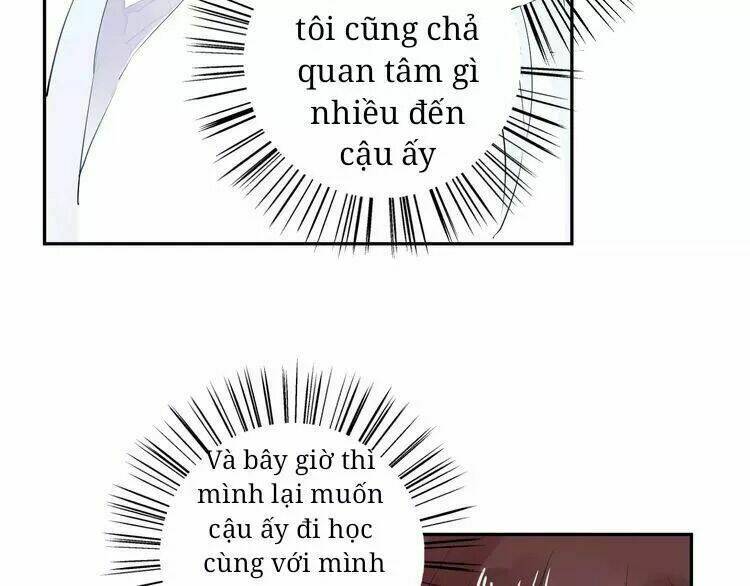 tôi cũng chả
quan tâm gì
nhiều đến
cậu ấy
Và bây giờ thì
mình lại muốn
cậu ấy đi học
cùng với mình